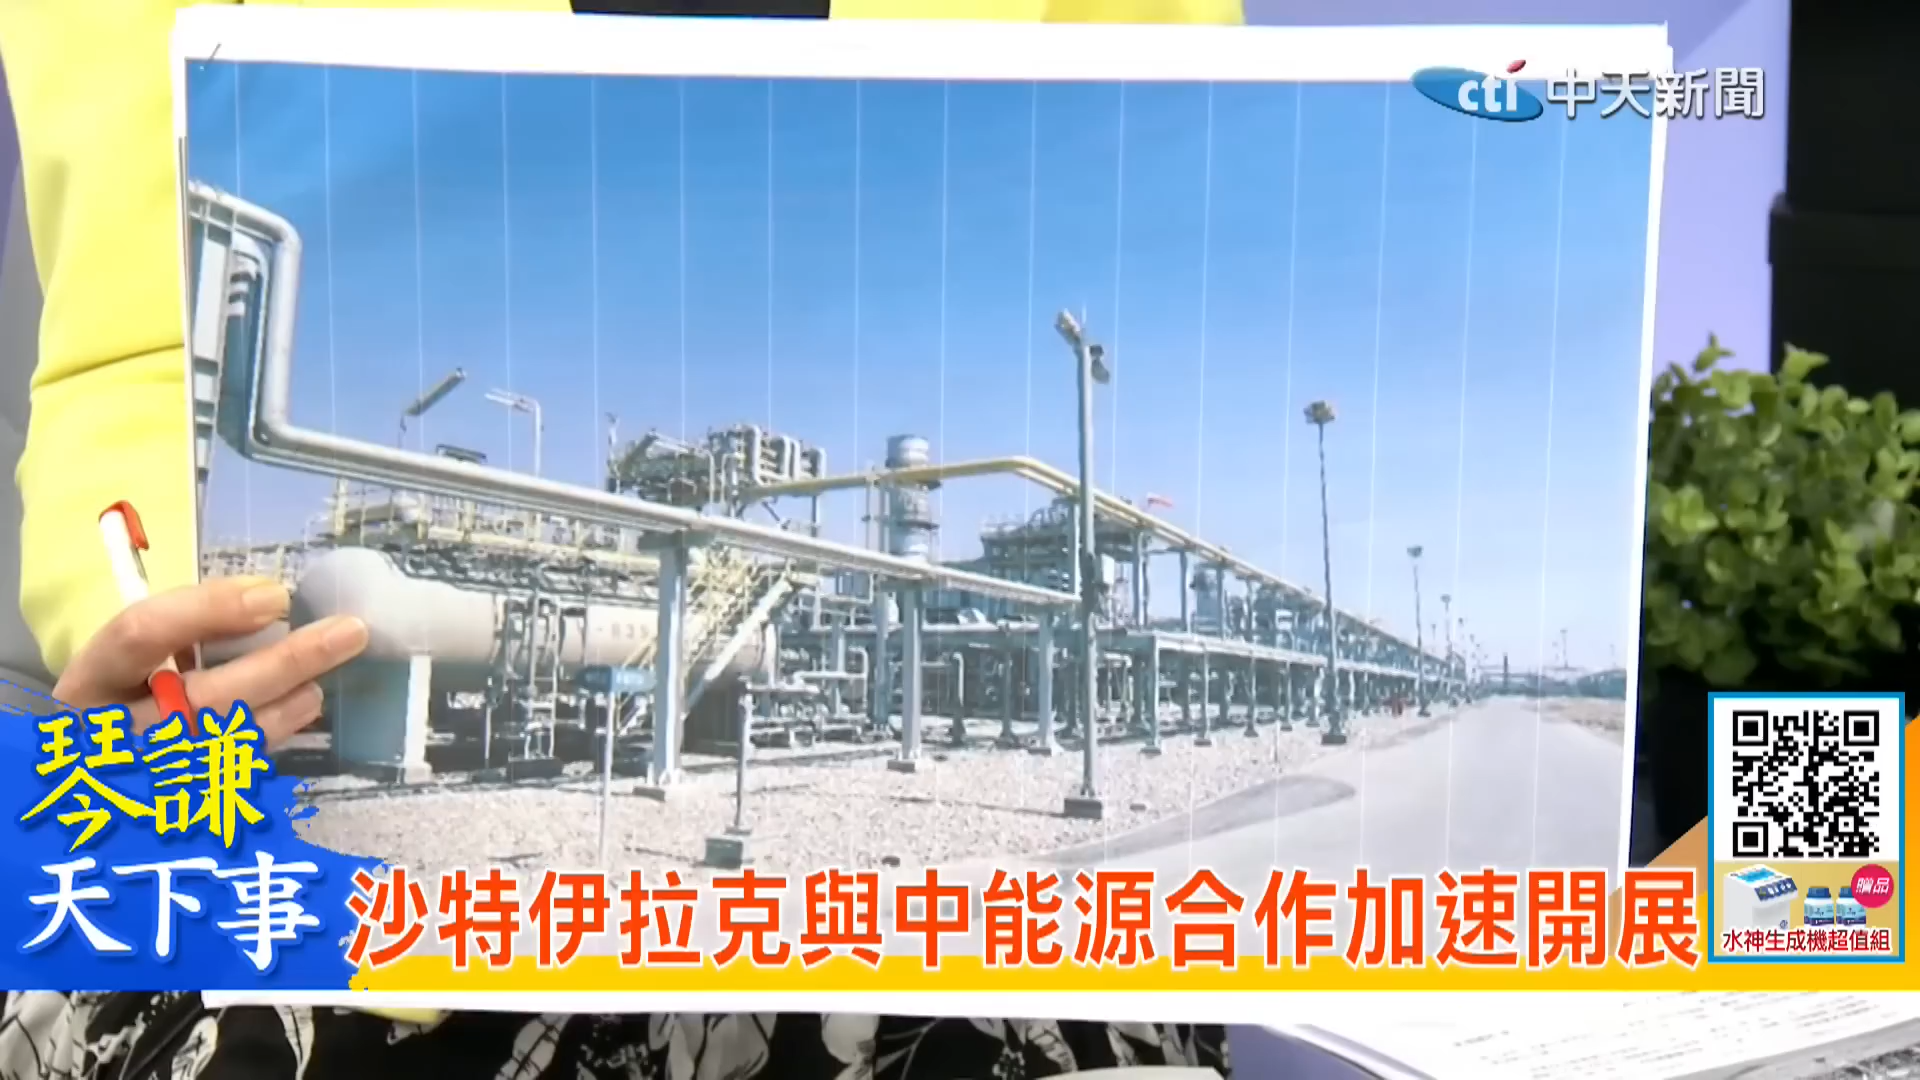 cti 中天新聞
琴謙
天下事
沙特伊拉克與中能源合作加速開展
贈品
水神生成機超值組